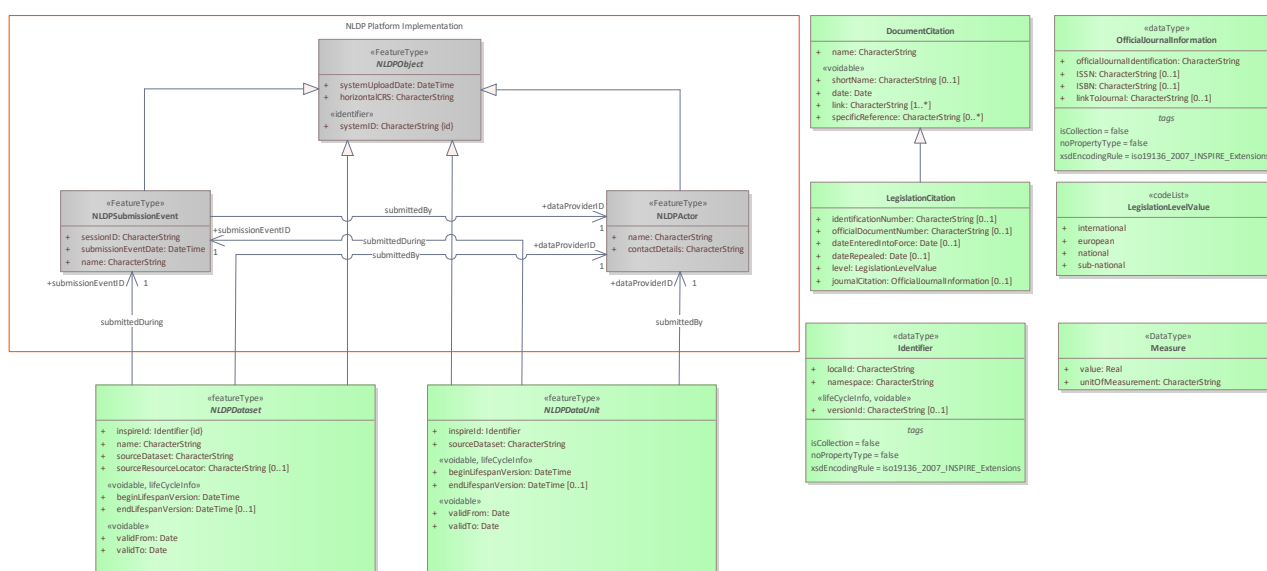 NLDP Platform Implementation
«FeatureType»
NLDPObject
+ systemUploadDate: DateTime
+ horizontalCRS: CharacterString
«identifier»
+ systemID: CharacterString {id}
«FeatureType»
NLDPSubmissionEvent
+ sessionID: CharacterString
+ submissionEventDate: DateTime
+ name: CharacterString
«FeatureType»
NLDPActor
+ name: CharacterString
+ contactDetails: CharacterString
submittedBy
+dataProviderID
1
+submissionEventID
1
submittedDuring
submittedBy
+dataProviderID
1
+submissionEventID
1
submittedDuring
+dataProviderID
1
submittedBy
«featureType»
NLDPDataset
+ inspireId: Identifier {id}
+ name: CharacterString
+ sourceDataset: CharacterString
+ sourceResourceLocator: CharacterString [0..1]
«voidable, lifeCycleInfo»
+ beginLifespanVersion: DateTime
+ endLifespanVersion: DateTime [0..1]
«voidable»
+ validFrom: Date
+ validTo: Date
«featureType»
NLDPDataUnit
+ inspireId: Identifier
+ sourceDataset: CharacterString
«voidable, lifeCycleInfo»
+ beginLifespanVersion: DateTime
+ endLifespanVersion: DateTime [0..1]
«voidable»
+ validFrom: Date
+ validTo: Date
DocumentCitation
+ name: CharacterString
«voidable»
+ shortName: CharacterString [0..1]
+ date: Date
+ link: CharacterString [1..*]
+ specificReference: CharacterString [0..*]
LegislationCitation
+ identificationNumber: CharacterString [0..1]
+ officialDocumentNumber: CharacterString [0..1]
+ dateEnteredIntoForce: Date [0..1]
+ dateRepealed: Date [0..1]
+ level: LegislationLevelValue
+ journalCitation: OfficialJournalInformation [0..1]
«dataType»
Identifier
+ localId: CharacterString
+ namespace: CharacterString
«lifeCycleInfo, voidable»
+ versionId: CharacterString [0..1]
tags
isCollection = false
noPropertyType = false
xsdEncodingRule = iso19136_2007_INSPIRE_Extensions
«dataType»
OfficialJournalInformation
+ officialJournalIdentification: CharacterString
+ ISSN: CharacterString [0..1]
+ ISBN: CharacterString [0..1]
+ linkToJournal: CharacterString [0..1]
tags
isCollection = false
noPropertyType = false
xsdEncodingRule = iso19136_2007_INSPIRE_Extensions
«codeList»
LegislationLevelValue
+ international
+ european
+ national
+ sub-national
«DataType»
Measure
+ value: Real
+ unitOfMeasurement: CharacterString